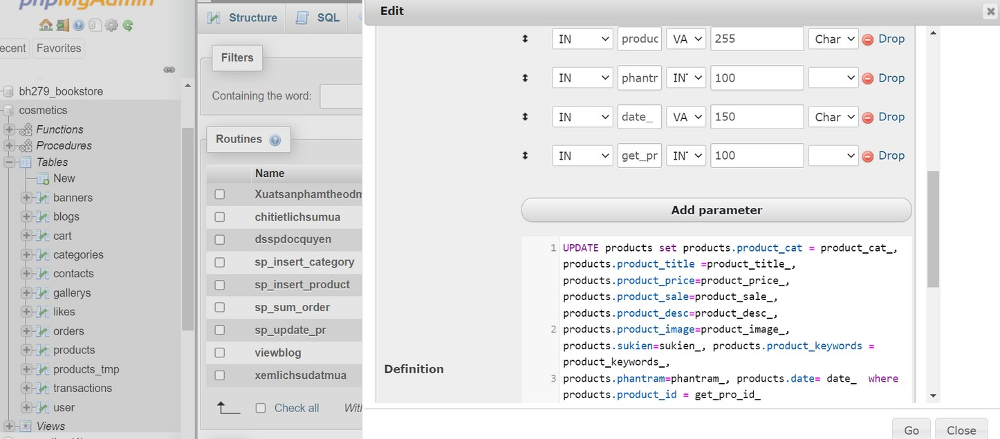 phpMyAdmin
ecent
Favorites
bh279_bookstore
cosmetics
Functions
Procedures
Tables
New
banners
blogs
cart
categories
contacts
gallerys
likes
orders
products
products_tmp
transactions
user
Views
Structure
SQL
Filters
Containing the word:
Routines
Name
Xuatsanphamtheodm
chitietlichsumua
dsspdocquyen
sp_insert_category
sp_insert_product
sp_sum_order
sp_update_pr
viewblog
xemlichsudatmua
Check all
With
Edit
IN produc VA 255 Char Drop
IN phantr INT 100 Drop
IN date_ VA 150 Char Drop
IN get_pr INT 100 Drop
Add parameter
Definition
1 UPDATE products set products.product_cat = product_cat_,
products.product_title =product_title_,
products.product_price=product_price_,
products.product_sale=product_sale_,
products.product_desc=product_desc_,
2 products.product_image=product_image_,
products.sukien=sukien_, products.product_keywords =
product_keywords_,
3 products.phantram=phantram_, products.date= date_  where
products.product_id = get_pro_id_
Go
Close